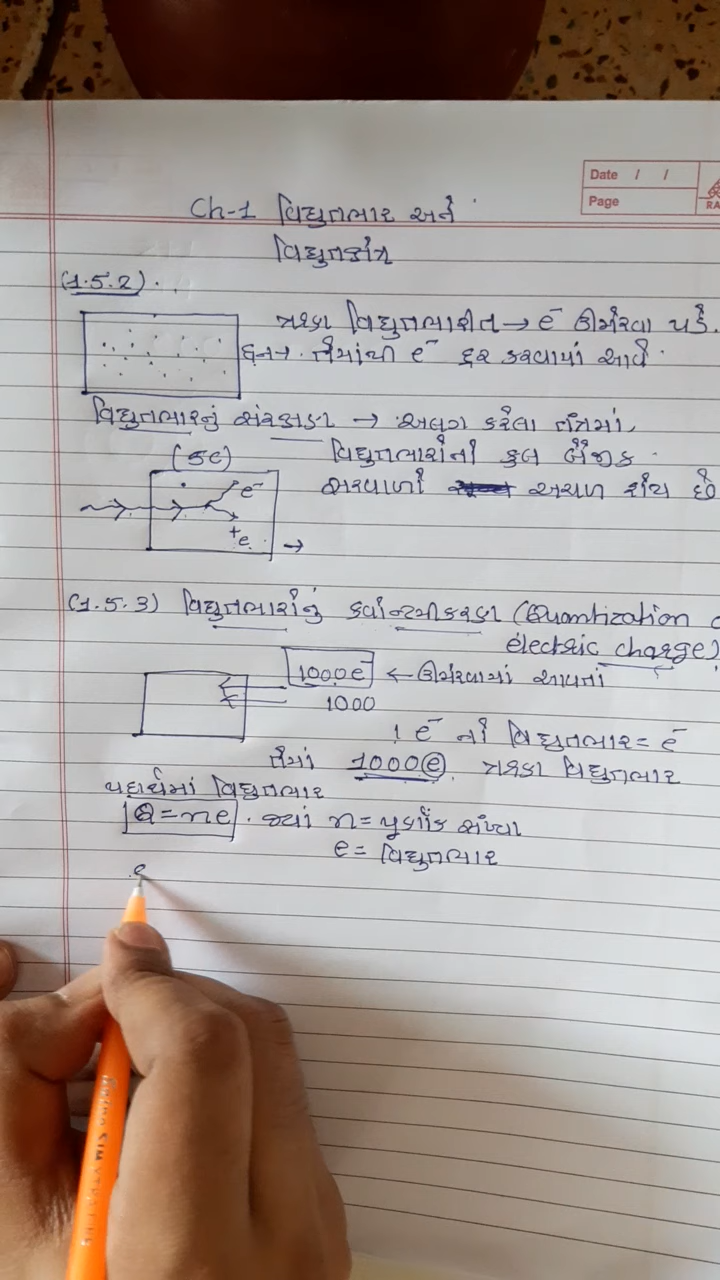 Date / /
Page
RA
Ch-1 વિદ્યુતભાર અને
વિદ્યુતક્ષેત્ર
(1.5.2).
ઋણ વિદ્યુતભારીત → e⁻ ઉમેરવા પડે.
ધન → તેમાંથી e⁻ દૂર કરવામાં આવે.
વિદ્યુતભારનું સંરક્ષણ → અલગ કરેલા તંત્રમાં,
(5e) વિદ્યુતભારોનો કુલ બૈજીક
e⁻ સરવાળો અચળ રહે છે
+e →
(1.5.3) વિદ્યુતભારોનું ક્વોન્ટમીકરણ (Quantization
electric charge)
1000e⁻ ← ઉમેરવામાં આવતાં
1000
1 e⁻ નો વિદ્યુતભાર = e⁻
તેમાં 1000e. ઋણ વિદ્યુતભાર
પદાર્થમાં વિદ્યુતભાર
Q = ne. જ્યાં n = પૂર્ણાંક સંખ્યા
e = વિદ્યુતભાર
e